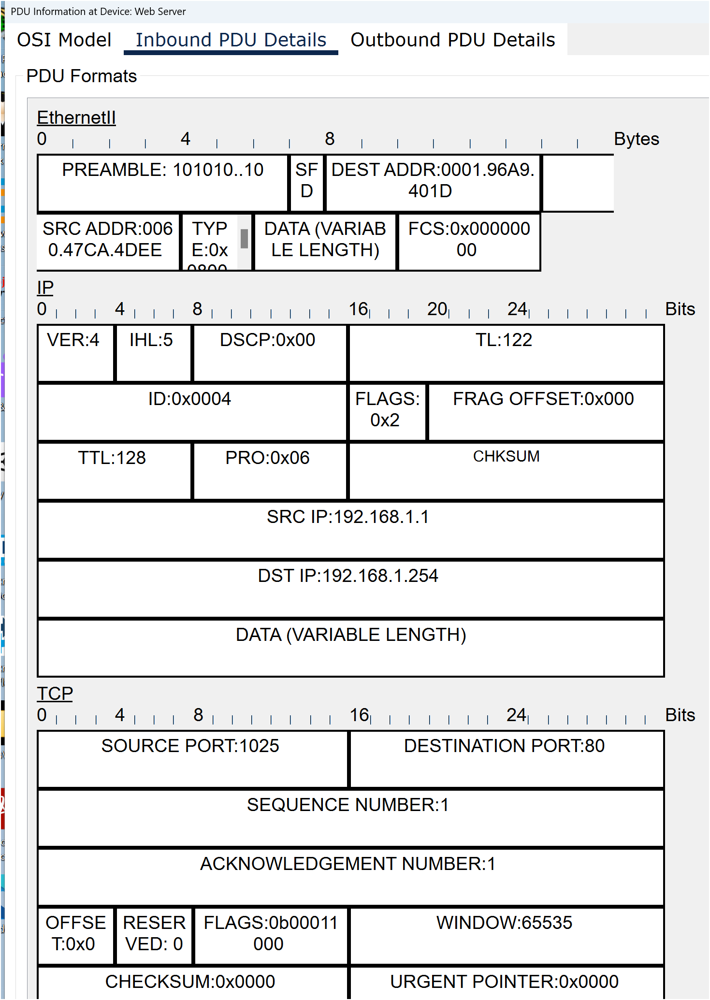 PDU Information at Device: Web Server
OSI Model Inbound PDU Details Outbound PDU Details
PDU Formats
EthernetII
0 4 8 Bytes
PREAMBLE: 101010..10 SF DEST ADDR:0001.96A9.
D 401D
SRC ADDR:006 TYP DATA (VARIAB FCS:0x000000
0.47CA.4DEE E:0x LE LENGTH) 00
0800
IP
0 4 8 16 20 24 Bits
VER:4 IHL:5 DSCP:0x00 TL:122
ID:0x0004 FLAGS: FRAG OFFSET:0x000
0x2
TTL:128 PRO:0x06 CHKSUM
SRC IP:192.168.1.1
DST IP:192.168.1.254
DATA (VARIABLE LENGTH)
TCP
0 4 8 16 24 Bits
SOURCE PORT:1025 DESTINATION PORT:80
SEQUENCE NUMBER:1
ACKNOWLEDGEMENT NUMBER:1
OFFSE RESER FLAGS:0b00011 WINDOW:65535
T:0x0 VED: 0 000
CHECKSUM:0x0000 URGENT POINTER:0x0000